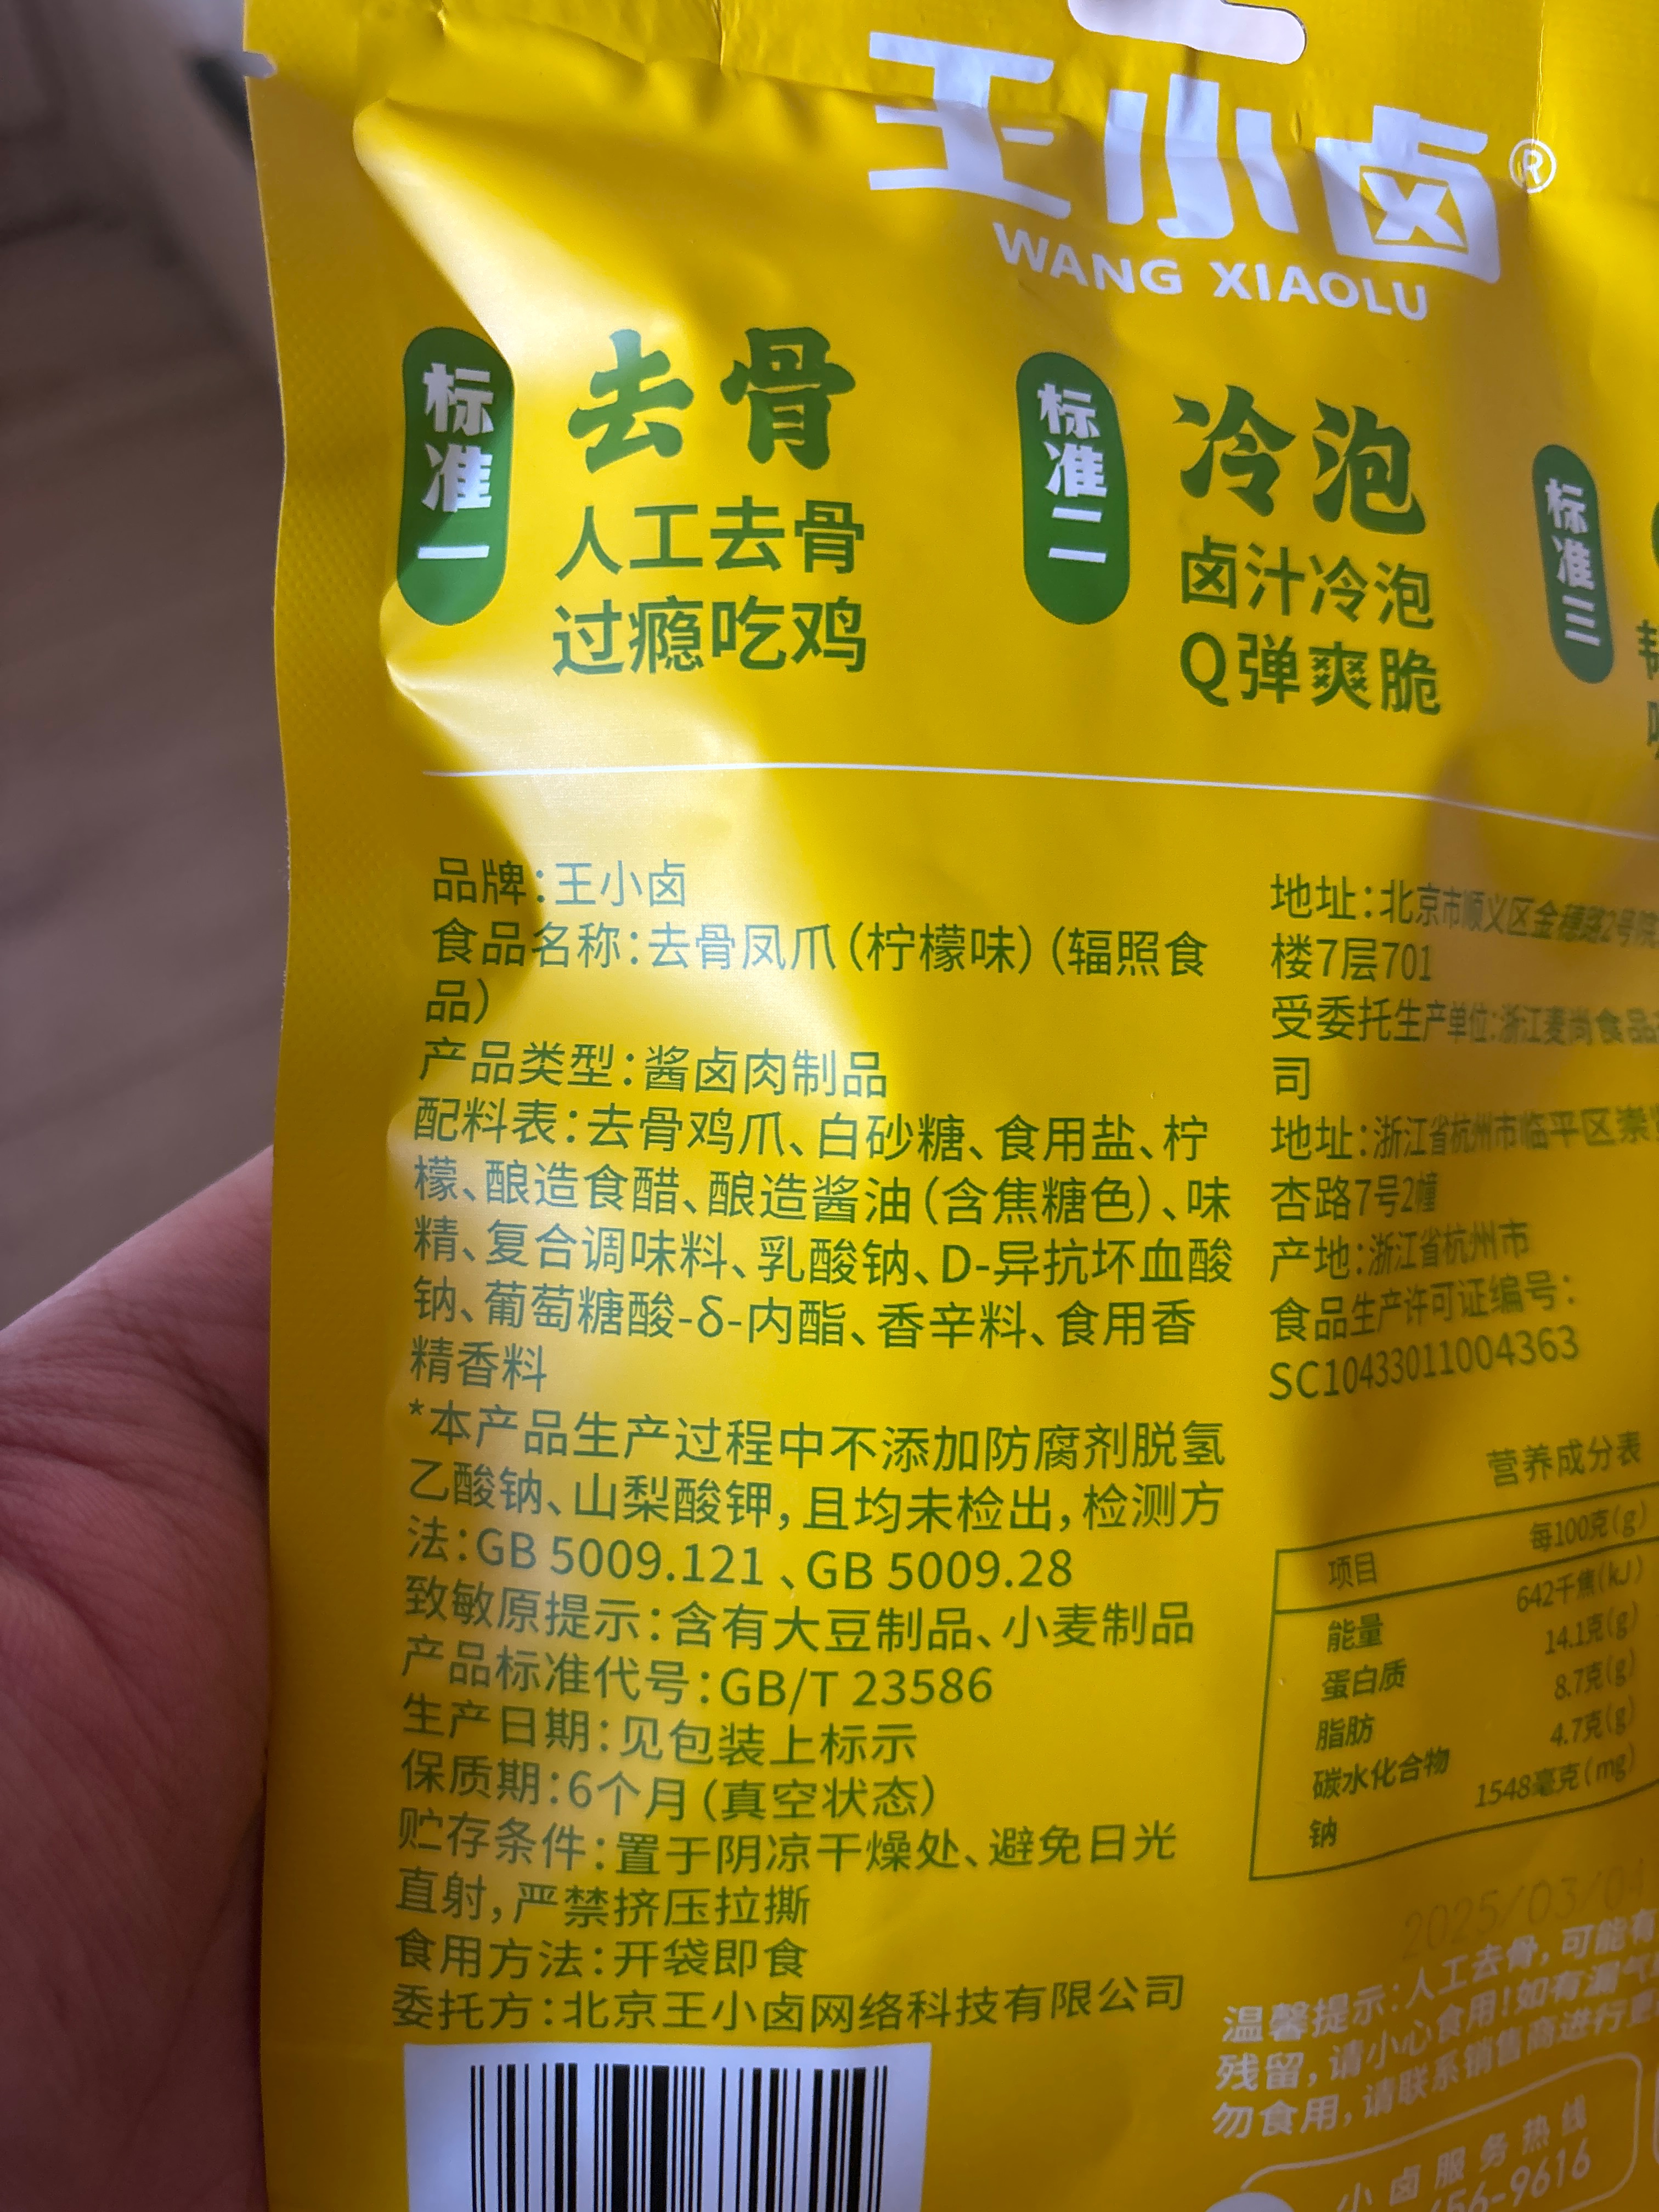 王小卤®
WANG XIAOLU
标准一
去骨
人工去骨
过瘾吃鸡
标准二
冷泡
卤汁冷泡
Q弹爽脆
标准三
品牌:王小卤
食品名称:去骨凤爪(柠檬味)(辐照食
品)
产品类型:酱卤肉制品
配料表:去骨鸡爪、白砂糖、食用盐、柠
檬、酿造食醋、酿造酱油(含焦糖色)、味
精、复合调味料、乳酸钠、D-异抗坏血酸
钠、葡萄糖酸-δ-内酯、香辛料、食用香
精香料
*本产品生产过程中不添加防腐剂脱氢
乙酸钠、山梨酸钾,且均未检出,检测方
法:GB 5009.121、GB 5009.28
致敏原提示:含有大豆制品、小麦制品
产品标准代号:GB/T 23586
生产日期:见包装上标示
保质期:6个月(真空状态)
贮存条件:置于阴凉干燥处、避免日光
直射,严禁挤压拉撕
食用方法:开袋即食
委托方:北京王小卤网络科技有限公司
地址:北京市顺义区金穗路2号院
楼7层701
受委托生产单位:浙江麦尚食品
司
地址:浙江省杭州市临平区崇
杏路7号2幢
产地:浙江省杭州市
食品生产许可证编号:
SC10433011004363
营养成分表
项目 每100克(g)
能量 642千焦(kJ)
蛋白质 14.1克(g)
脂肪 8.7克(g)
碳水化合物 4.7克(g)
钠 1548毫克(mg)
2025/03/04
温馨提示:人工去骨,可能有
残留,请小心食用!如有漏气
勿食用,请联系销售商进行更
小卤服务热线
56-9616